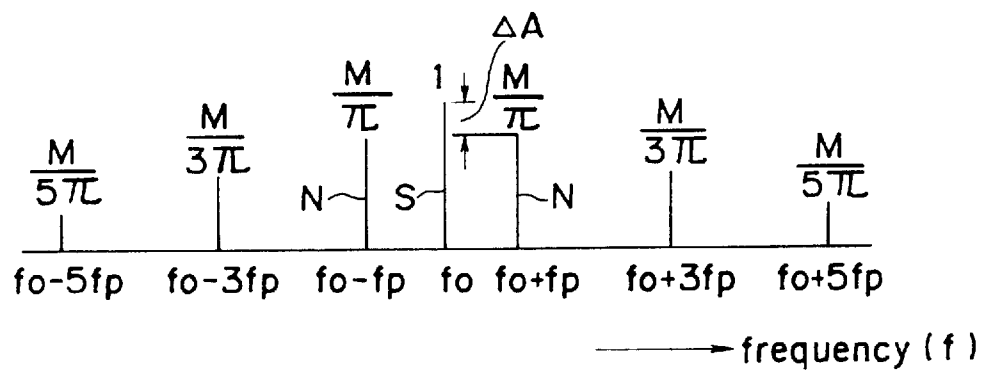 ΔA
1
M/π
M/π
M/3π
M/3π
M/5π
M/5π
N
S
N
fo-5fp fo-3fp fo-fp fo fo+fp fo+3fp fo+5fp
frequency (f)